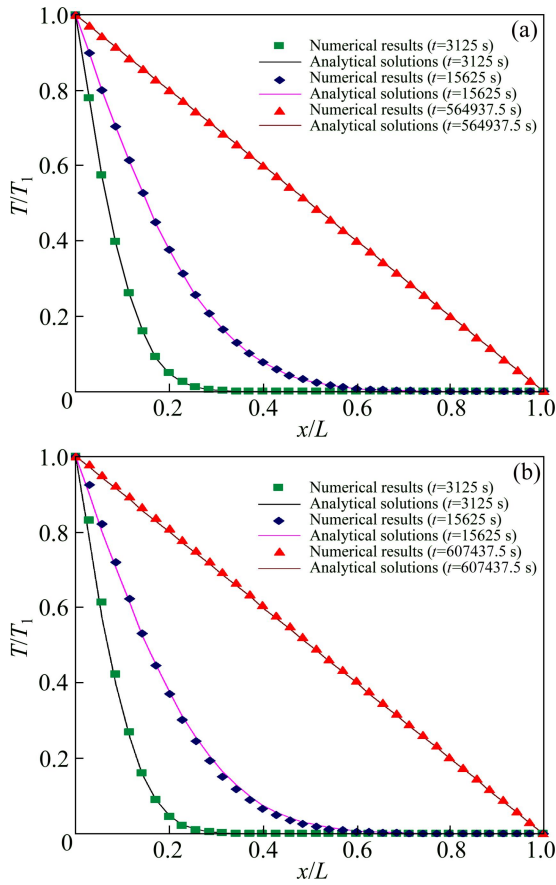 (a)
1.0
0.8
0.6
0.4
0.2
0
0.2
0.4
0.6
0.8
1.0
T/T1
x/L
Numerical results (t=3125 s)
Analytical solutions (t=3125 s)
Numerical results (t=15625 s)
Analytical solutions (t=15625 s)
Numerical results (t=564937.5 s)
Analytical solutions (t=564937.5 s)
(b)
1.0
0.8
0.6
0.4
0.2
0
0.2
0.4
0.6
0.8
1.0
T/T1
x/L
Numerical results (t=3125 s)
Analytical solutions (t=3125 s)
Numerical results (t=15625 s)
Analytical solutions (t=15625 s)
Numerical results (t=607437.5 s)
Analytical solutions (t=607437.5 s)